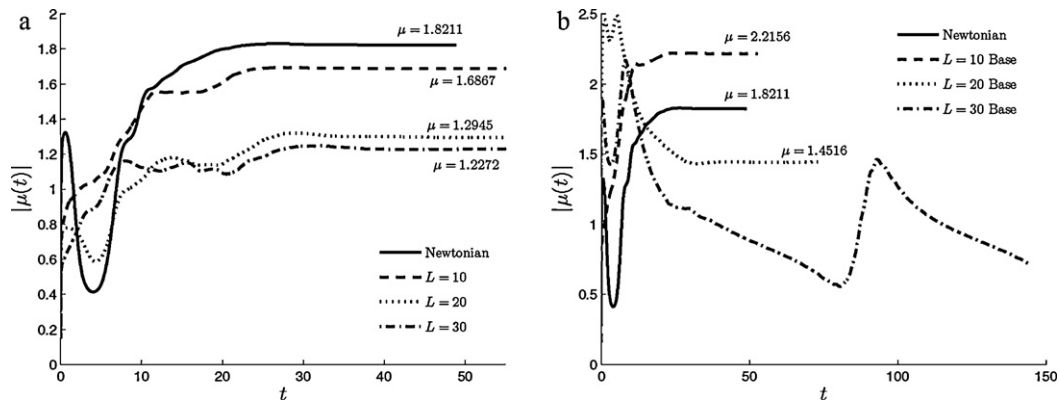 a
2
1.8
1.6
1.4
1.2
1
0.8
0.6
0.4
0.2
0
|μ(t)|
0 10 20 30 40 50
t
μ = 1.8211
μ = 1.6867
μ = 1.2945
μ = 1.2272
Newtonian
L = 10
L = 20
L = 30
b
2.5
2
1.5
1
0.5
0
|μ(t)|
0 50 100 150
t
μ = 2.2156
μ = 1.8211
μ = 1.4516
Newtonian
L = 10 Base
L = 20 Base
L = 30 Base